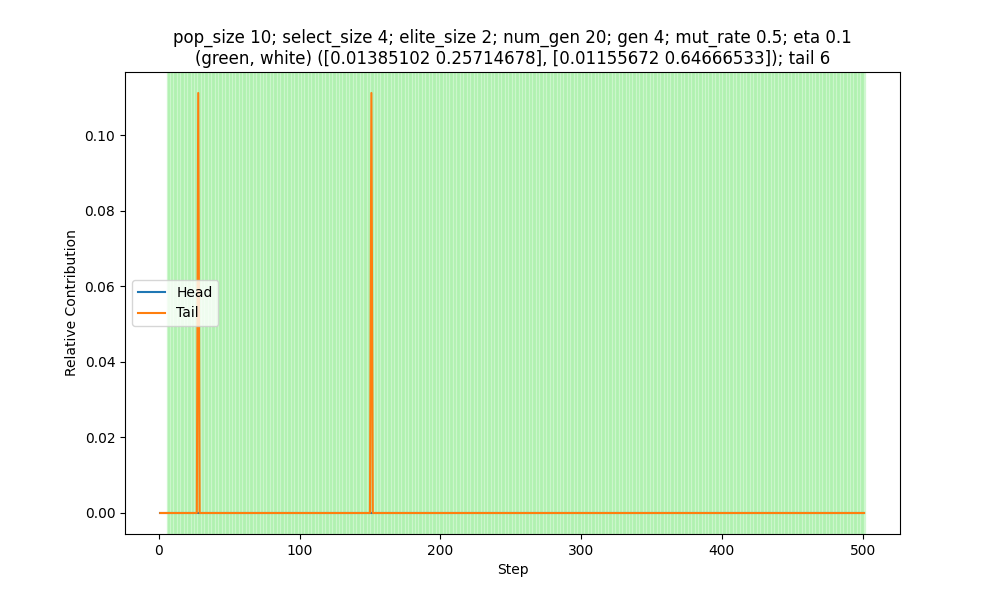 pop_size 10; select_size 4; elite_size 2; num_gen 20; gen 4; mut_rate 0.5; eta 0.1
(green, white) ([0.01385102 0.25714678], [0.01155672 0.64666533]); tail 6
0.10
0.08
0.06
0.04
0.02
0.00
Relative Contribution
Head
Tail
0
100
200
300
400
500
Step